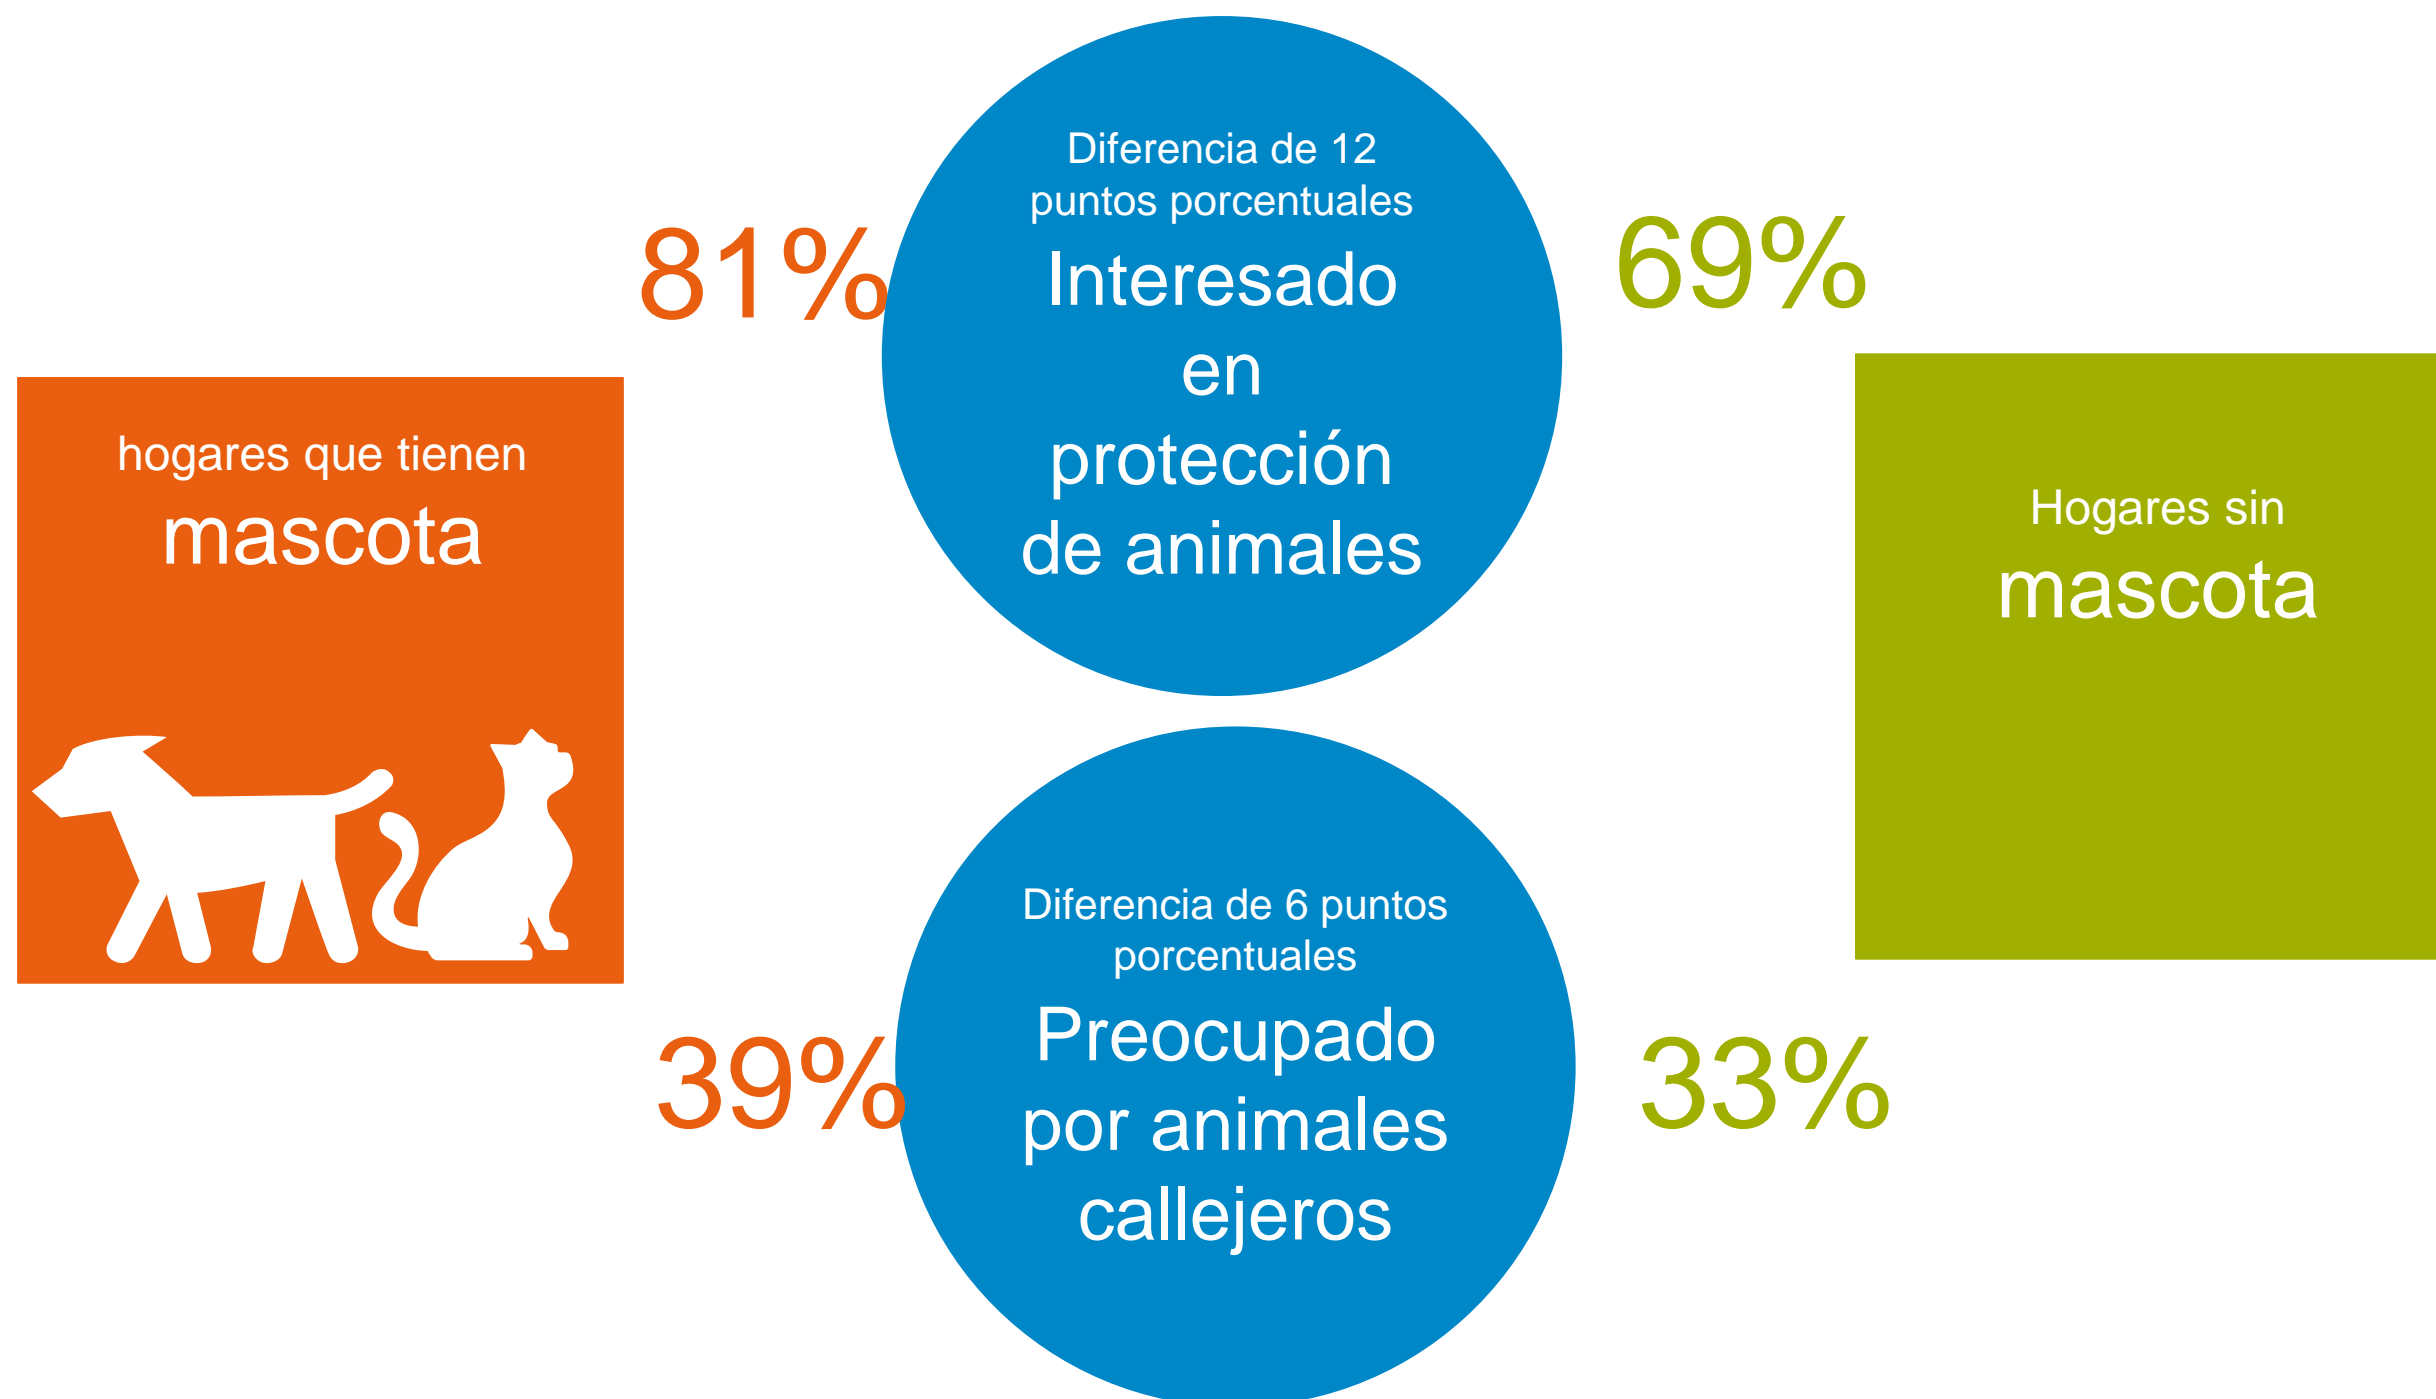 hogares que tienen
mascota
81%
39%
Diferencia de 12
puntos porcentuales
Interesado
en
protección
de animales
Diferencia de 6 puntos
porcentuales
Preocupado
por animales
callejeros
69%
33%
Hogares sin
mascota